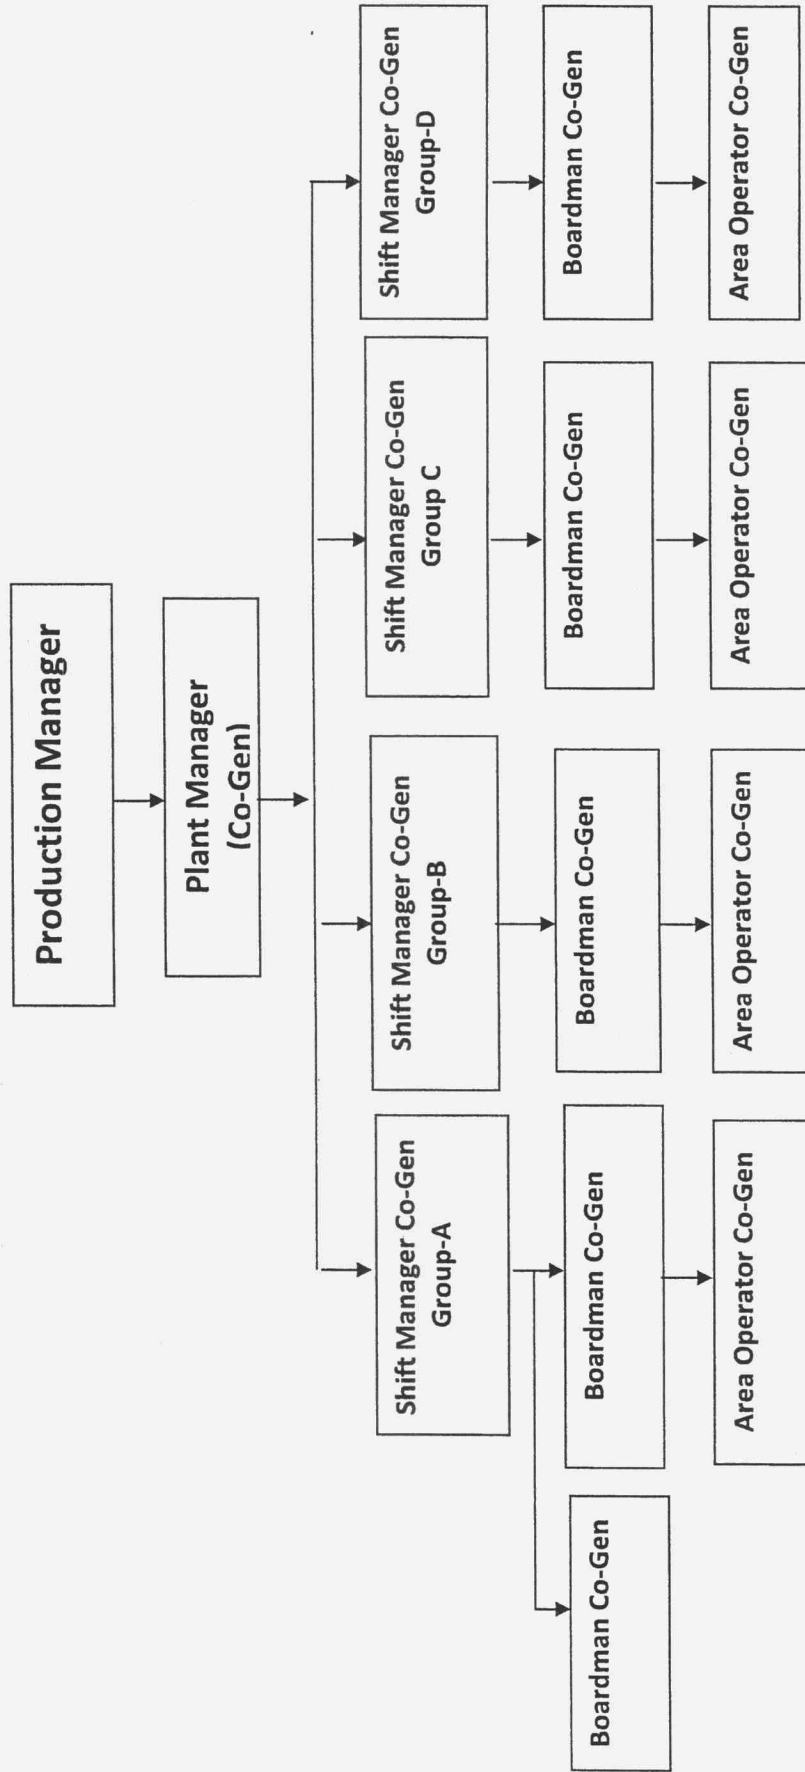 Production Manager
Plant Manager
(Co-Gen)
Shift Manager Co-Gen
Group-A
Shift Manager Co-Gen
Group-B
Shift Manager Co-Gen
Group C
Shift Manager Co-Gen
Group-D
Boardman Co-Gen
Boardman Co-Gen
Boardman Co-Gen
Boardman Co-Gen
Boardman Co-Gen
Area Operator Co-Gen
Area Operator Co-Gen
Area Operator Co-Gen
Area Operator Co-Gen